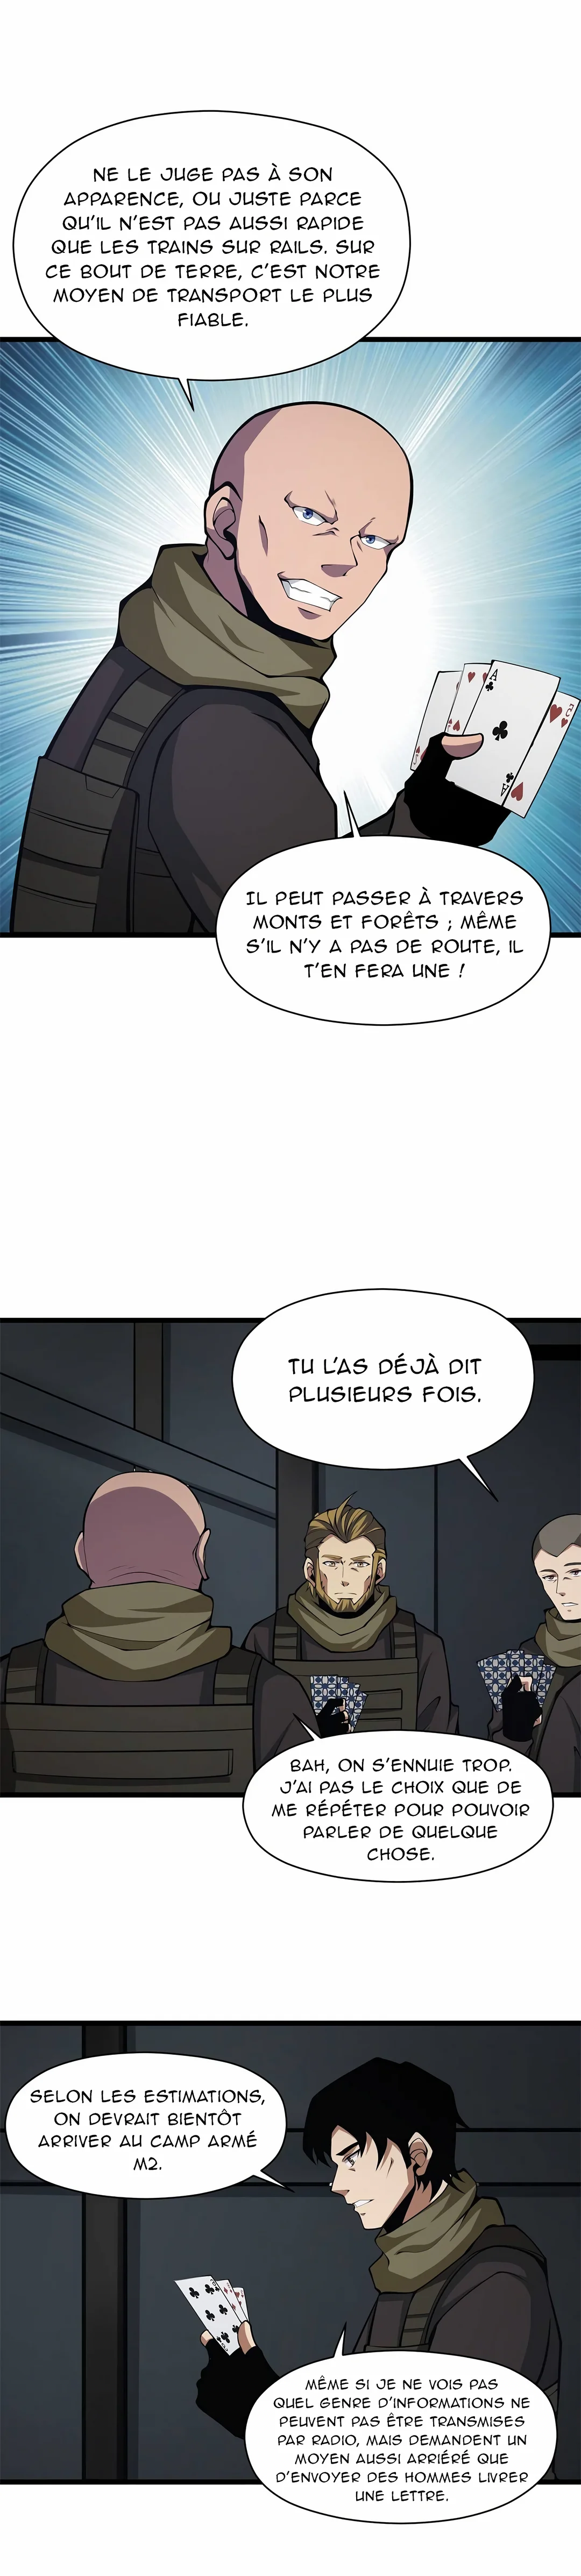 NE LE JUGE PAS À SON
APPARENCE, OU JUSTE PARCE
QU'IL N'EST PAS AUSSI RAPIDE
QUE LES TRAINS SUR RAILS. SUR
CE BOUT DE TERRE, C'EST NOTRE
MOYEN DE TRANSPORT LE PLUS
FIABLE.
A
2
A
IL PEUT PASSER À TRAVERS
MONTS ET FORÊTS ; MÊME
S'IL N'Y A PAS DE ROUTE, IL
T'EN FERA UNE !
TU L'AS DÉJÀ DIT
PLUSIEURS FOIS.
BAH, ON S'ENNUIE TROP.
J'AI PAS LE CHOIX QUE DE
ME RÉPÉTER POUR POUVOIR
PARLER DE QUELQUE
CHOSE.
SELON LES ESTIMATIONS,
ON DEVRAIT BIENTÔT
ARRIVER AU CAMP ARMÉ
M2.
MÊME SI JE NE VOIS PAS
QUEL GENRE D'INFORMATIONS NE
PEUVENT PAS ÊTRE TRANSMISES
PAR RADIO, MAIS DEMANDENT UN
MOYEN AUSSI ARRIÉRÉ QUE
D'ENVOYER DES HOMMES LIVRER
UNE LETTRE.